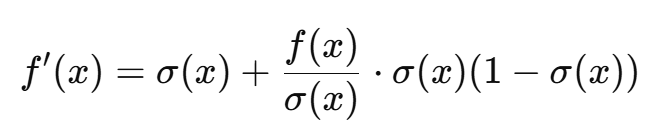 f′(x) = σ(x) + f(x)/σ(x) · σ(x)(1 − σ(x))